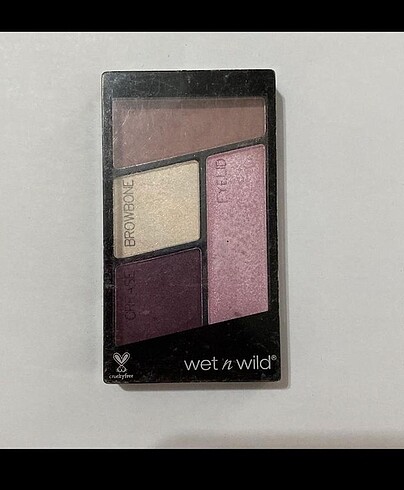 EYELID
BROWBONE
CREASE
wet n wild®
crueltyfree